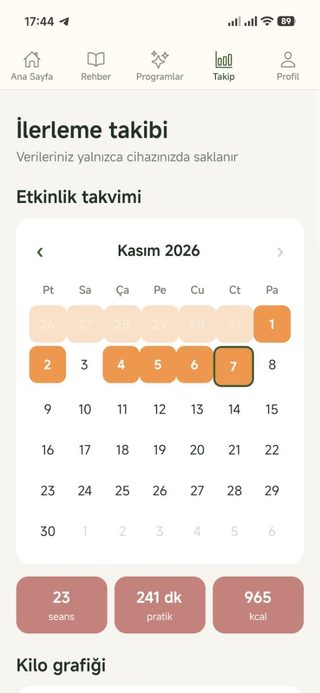 17:44
89
Ana Sayfa
Rehber
Programlar
Takip
Profil
İlerleme takibi
Verileriniz yalnızca cihazınızda saklanır
Etkinlik takvimi
‹ Kasım 2026 ›
Pt Sa Ça Pe Cu Ct Pa
26 27 28 29 30 31 1
2 3 4 5 6 7 8
9 10 11 12 13 14 15
16 17 18 19 20 21 22
23 24 25 26 27 28 29
30 1 2 3 4 5 6
23 241 dk 965
seans pratik kcal
Kilo grafiği